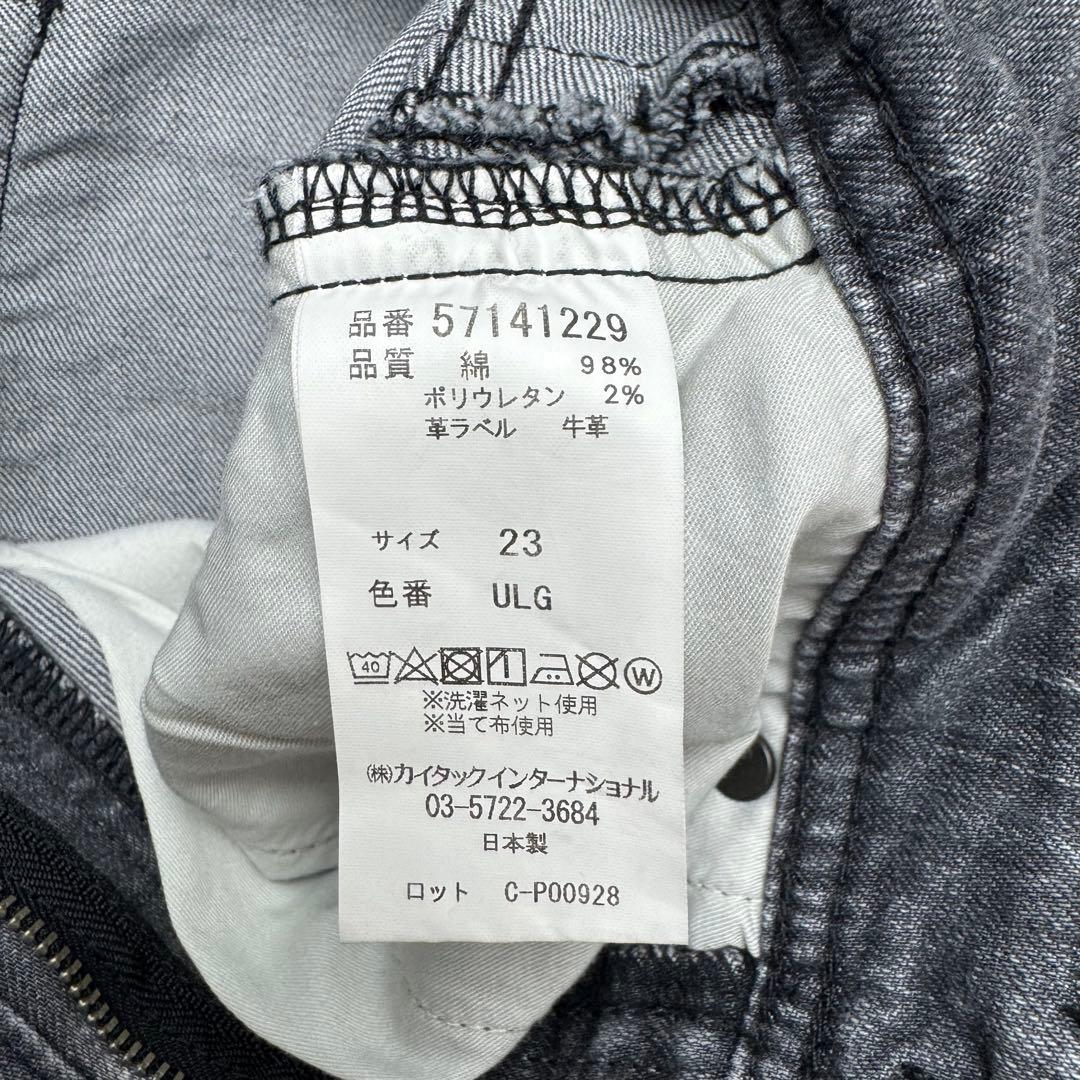 品番 57141229
品質 綿 98%
ポリウレタン 2%
革ラベル 牛革
サイズ 23
色番 ULG
40 W
※洗濯ネット使用
※当て布使用
㈱カイタックインターナショナル
03-5722-3684
日本製
ロット C-P00928